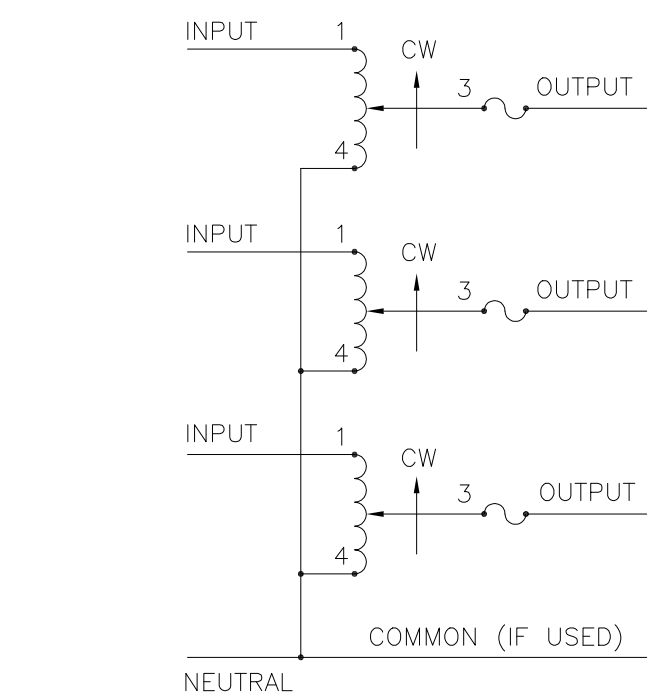 INPUT 1
CW
3 OUTPUT
4
INPUT 1
CW
3 OUTPUT
4
INPUT 1
CW
3 OUTPUT
4
COMMON (IF USED)
NEUTRAL